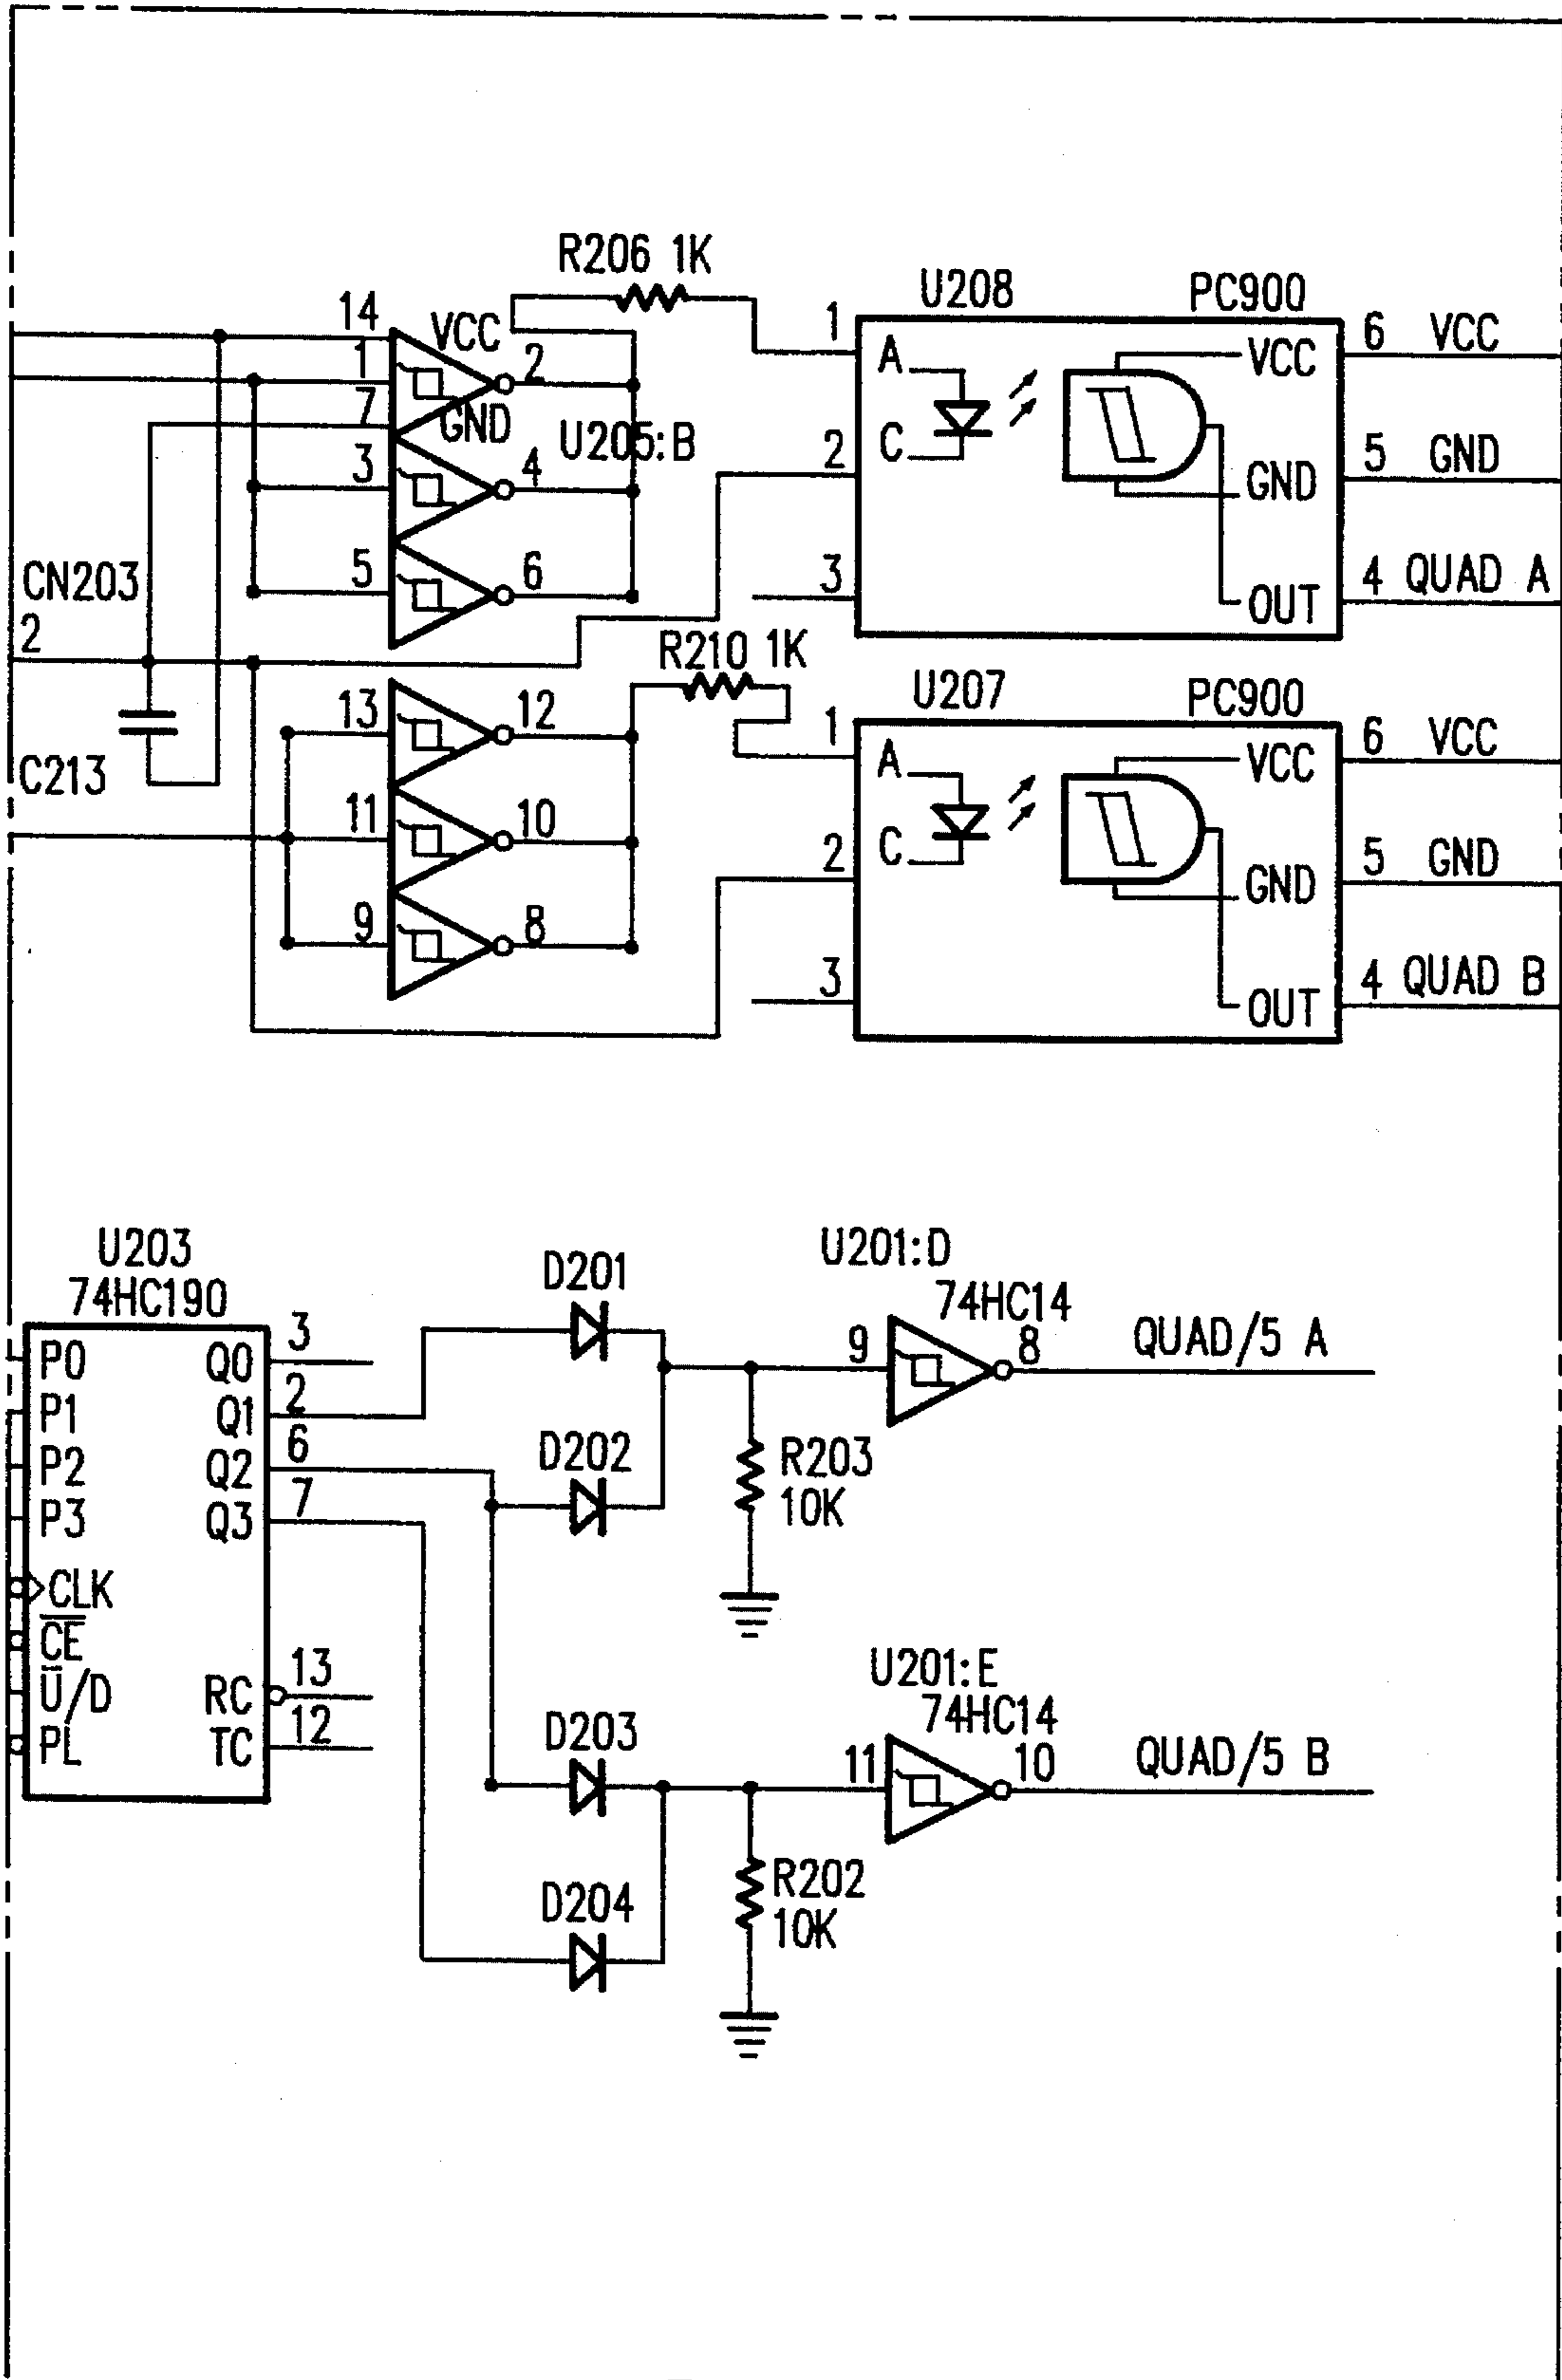 R206 1K
U208 PC900
14 VCC
1 2
7 GND
U205:B
3 4
5 6
1 A VCC 6 VCC
2 C GND 5 GND
3 OUT 4 QUAD A
CN203
2
C213
R210 1K
U207 PC900
13 12
11 10
9 8
1 A VCC 6 VCC
2 C GND 5 GND
3 OUT 4 QUAD B
U203
74HC190
P0 Q0 3
P1 Q1 2
P2 Q2 6
P3 Q3 7
CLK
C̅E̅
U̅/D RC 13
PL TC 12
D201
D202
U201:D
74HC14
9 8 QUAD/5 A
R203
10K
D203
D204
U201:E
74HC14
11 10 QUAD/5 B
R202
10K